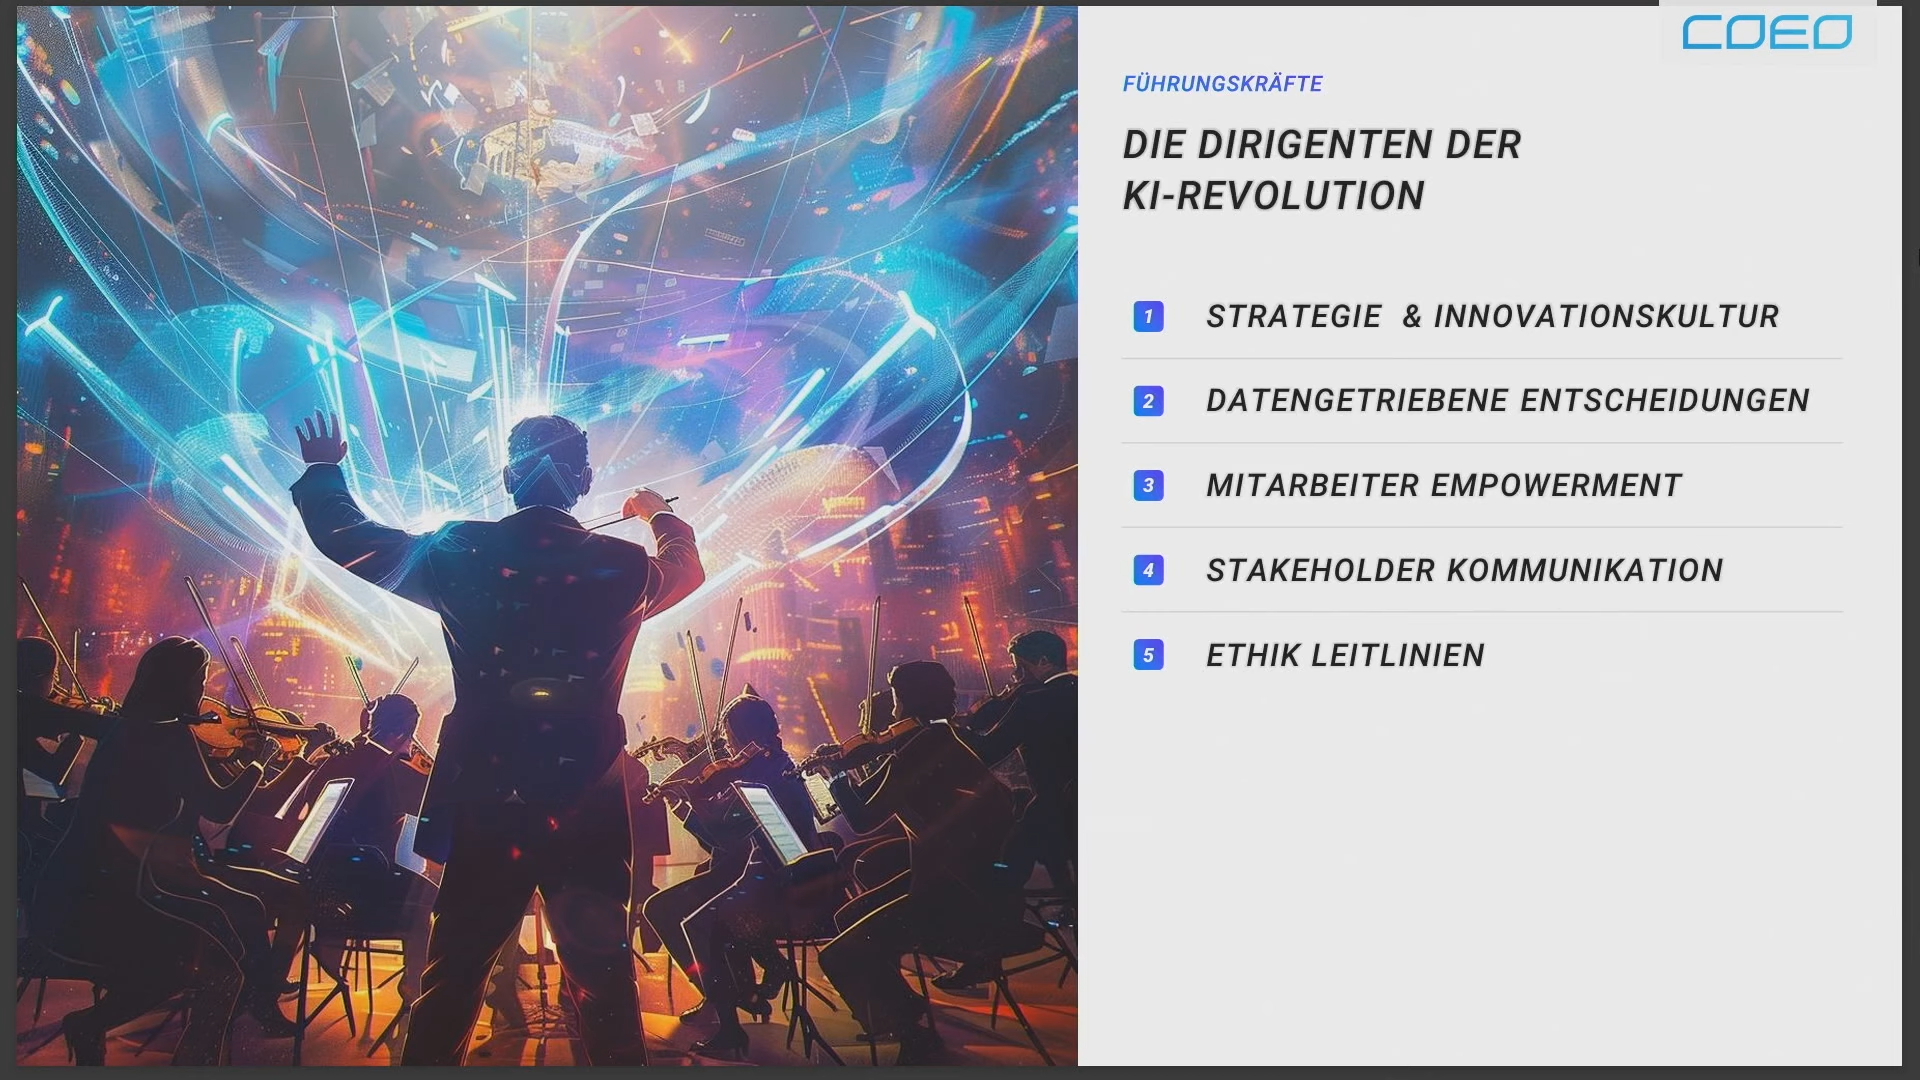 COEO
FÜHRUNGSKRÄFTE
DIE DIRIGENTEN DER
KI-REVOLUTION
1 STRATEGIE & INNOVATIONSKULTUR
2 DATENGETRIEBENE ENTSCHEIDUNGEN
3 MITARBEITER EMPOWERMENT
4 STAKEHOLDER KOMMUNIKATION
5 ETHIK LEITLINIEN